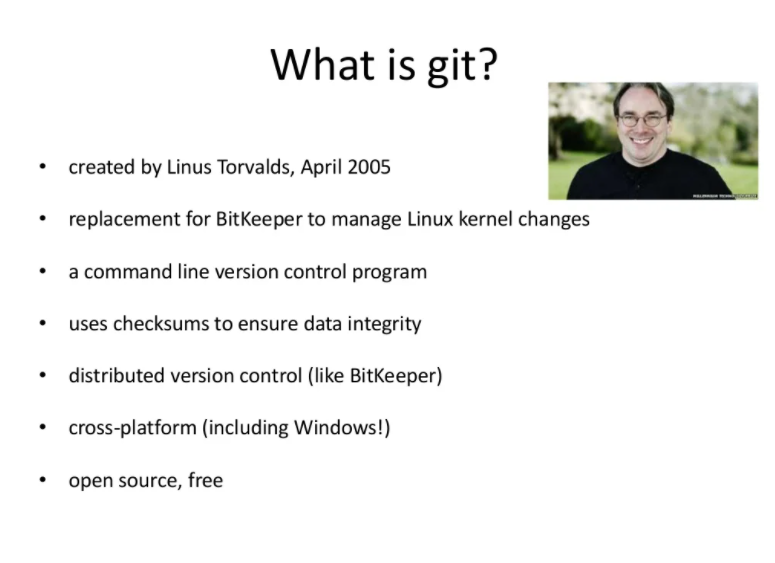 What is git?
• created by Linus Torvalds, April 2005
• replacement for BitKeeper to manage Linux kernel changes
• a command line version control program
• uses checksums to ensure data integrity
• distributed version control (like BitKeeper)
• cross-platform (including Windows!)
• open source, free